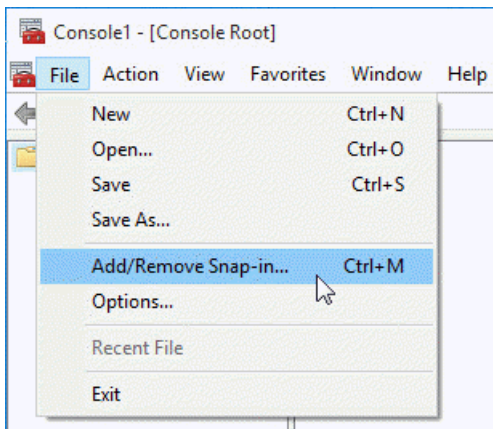 Console1 - [Console Root]
File Action View Favorites Window Help
New Ctrl+N
Open... Ctrl+O
Save Ctrl+S
Save As...
Add/Remove Snap-in... Ctrl+M
Options...
Recent File
Exit